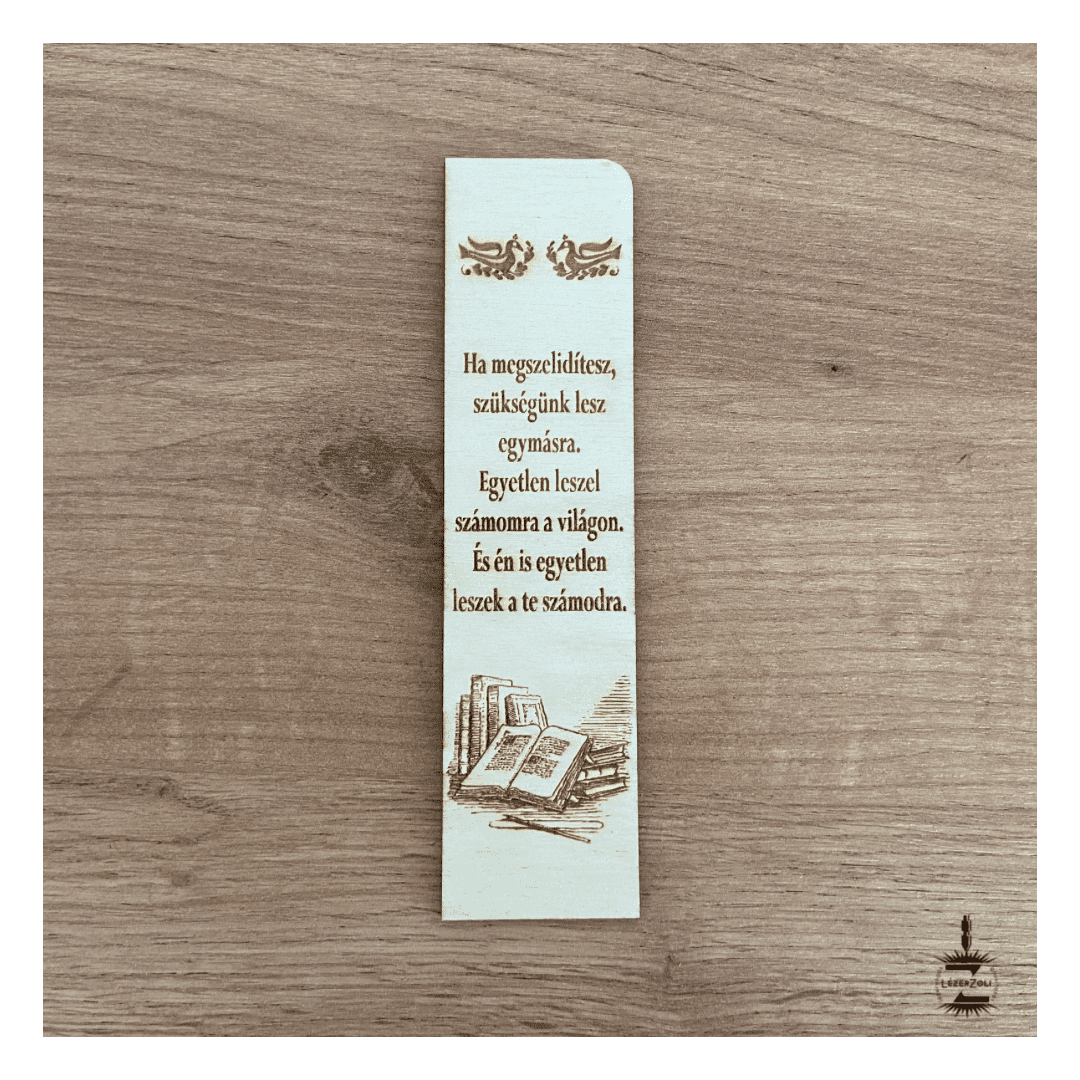 Ha megszelidítesz,
szükségünk lesz
egymásra.
Egyetlen leszel
számomra a világon.
És én is egyetlen
leszek a te számodra.
LézerZoli